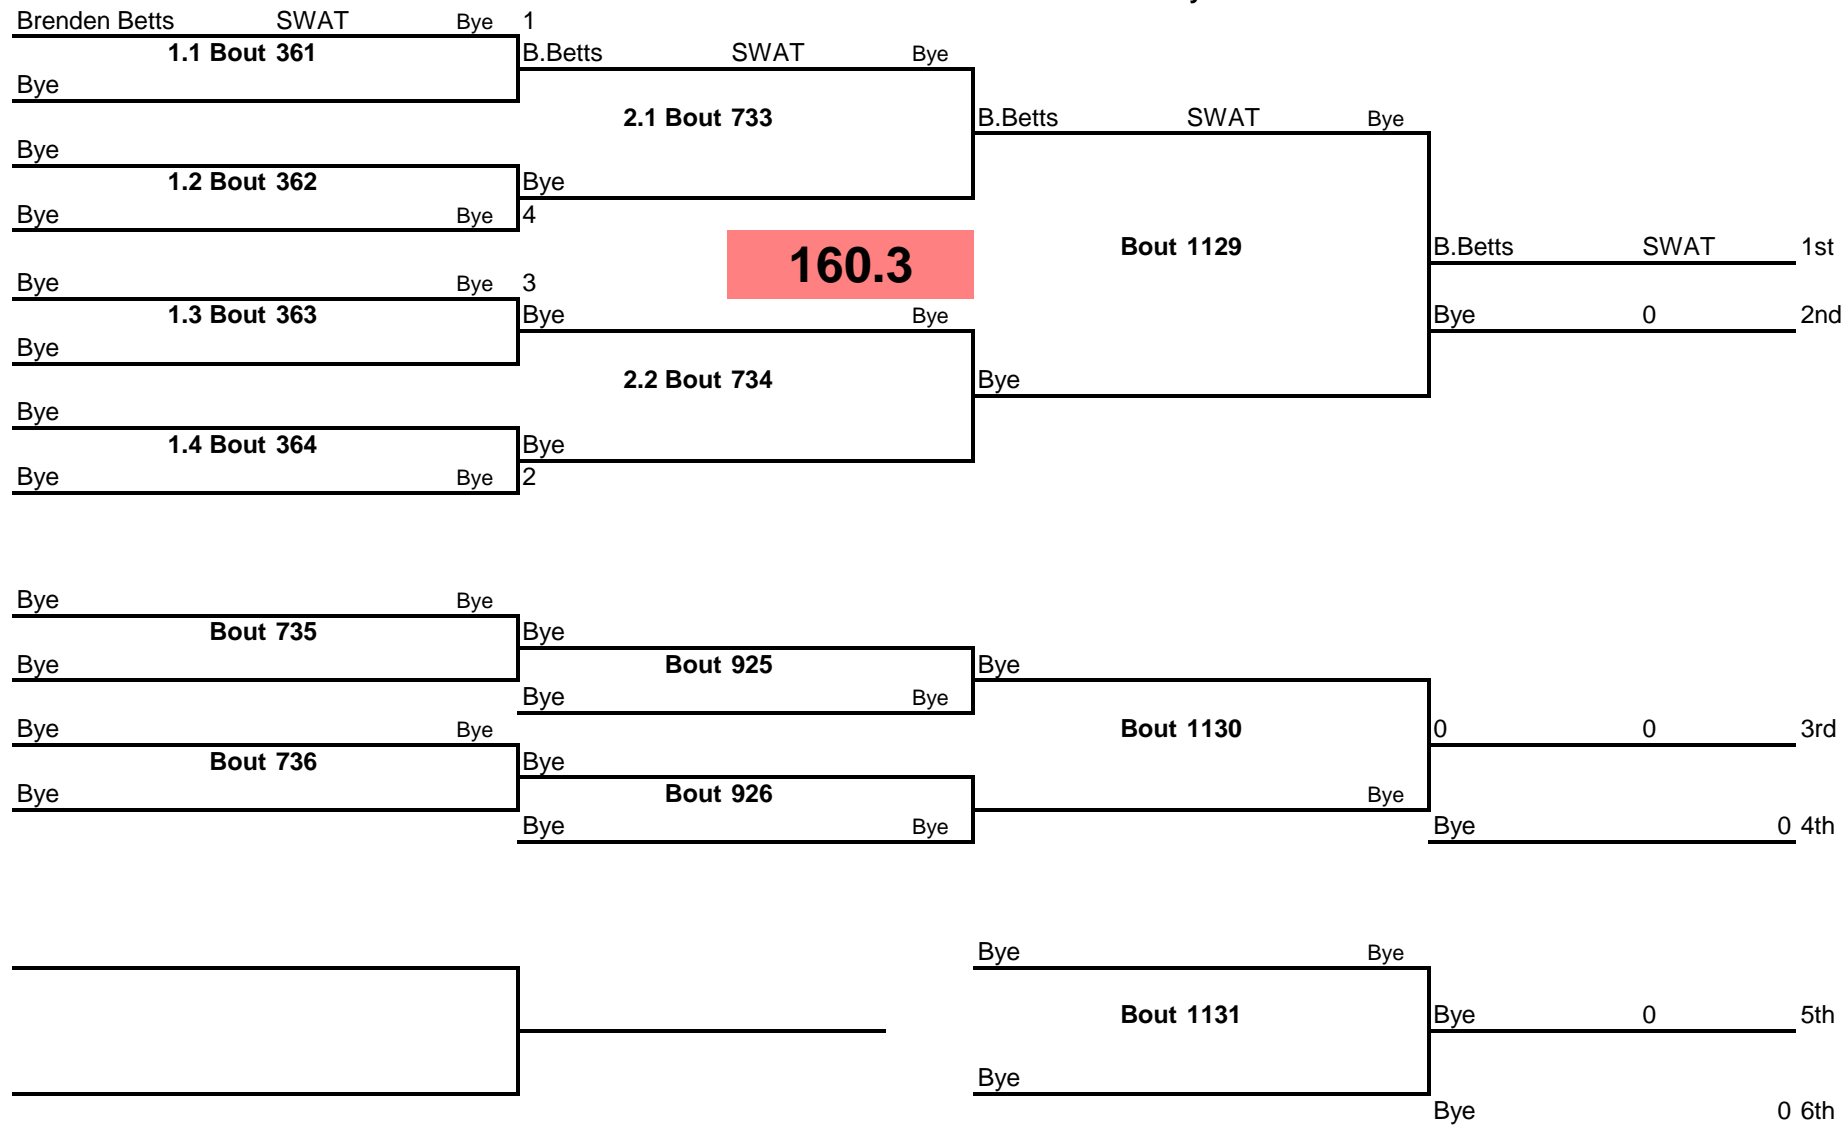 Brenden Betts SWAT Bye 1
1.1 Bout 361 B.Betts SWAT Bye
Bye
2.1 Bout 733 B.Betts SWAT Bye
Bye
1.2 Bout 362 Bye
Bye Bye 4
160.3 Bout 1129 B.Betts SWAT 1st
Bye Bye 3
1.3 Bout 363 Bye Bye Bye 0 2nd
Bye
2.2 Bout 734 Bye
Bye
1.4 Bout 364 Bye
Bye Bye 2
Bye Bye
Bout 735 Bye
Bye Bout 925 Bye
Bye Bye
Bye Bye Bout 1130 0 0 3rd
Bout 736 Bye
Bye Bout 926 Bye
Bye Bye Bye 0 4th
Bye Bye
Bout 1131 Bye 0 5th
Bye
Bye 0 6th